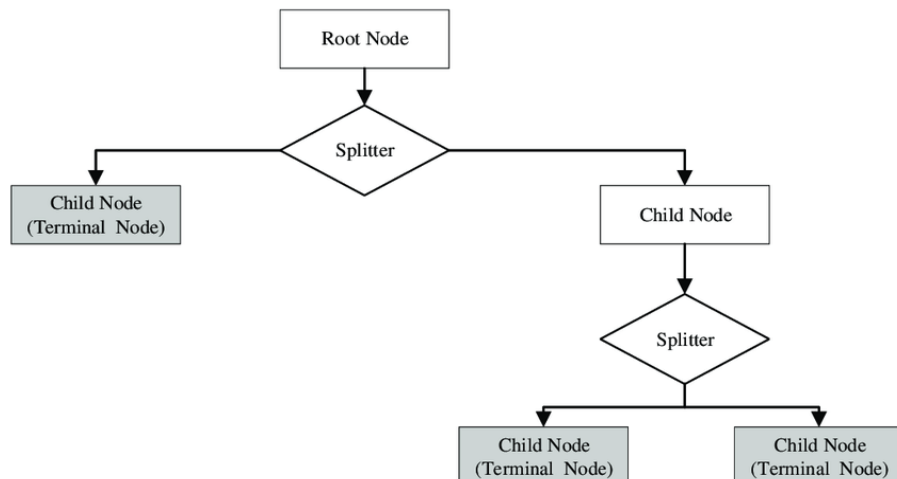 Root Node
Splitter
Child Node
(Terminal Node)
Child Node
Splitter
Child Node
(Terminal Node)
Child Node
(Terminal Node)